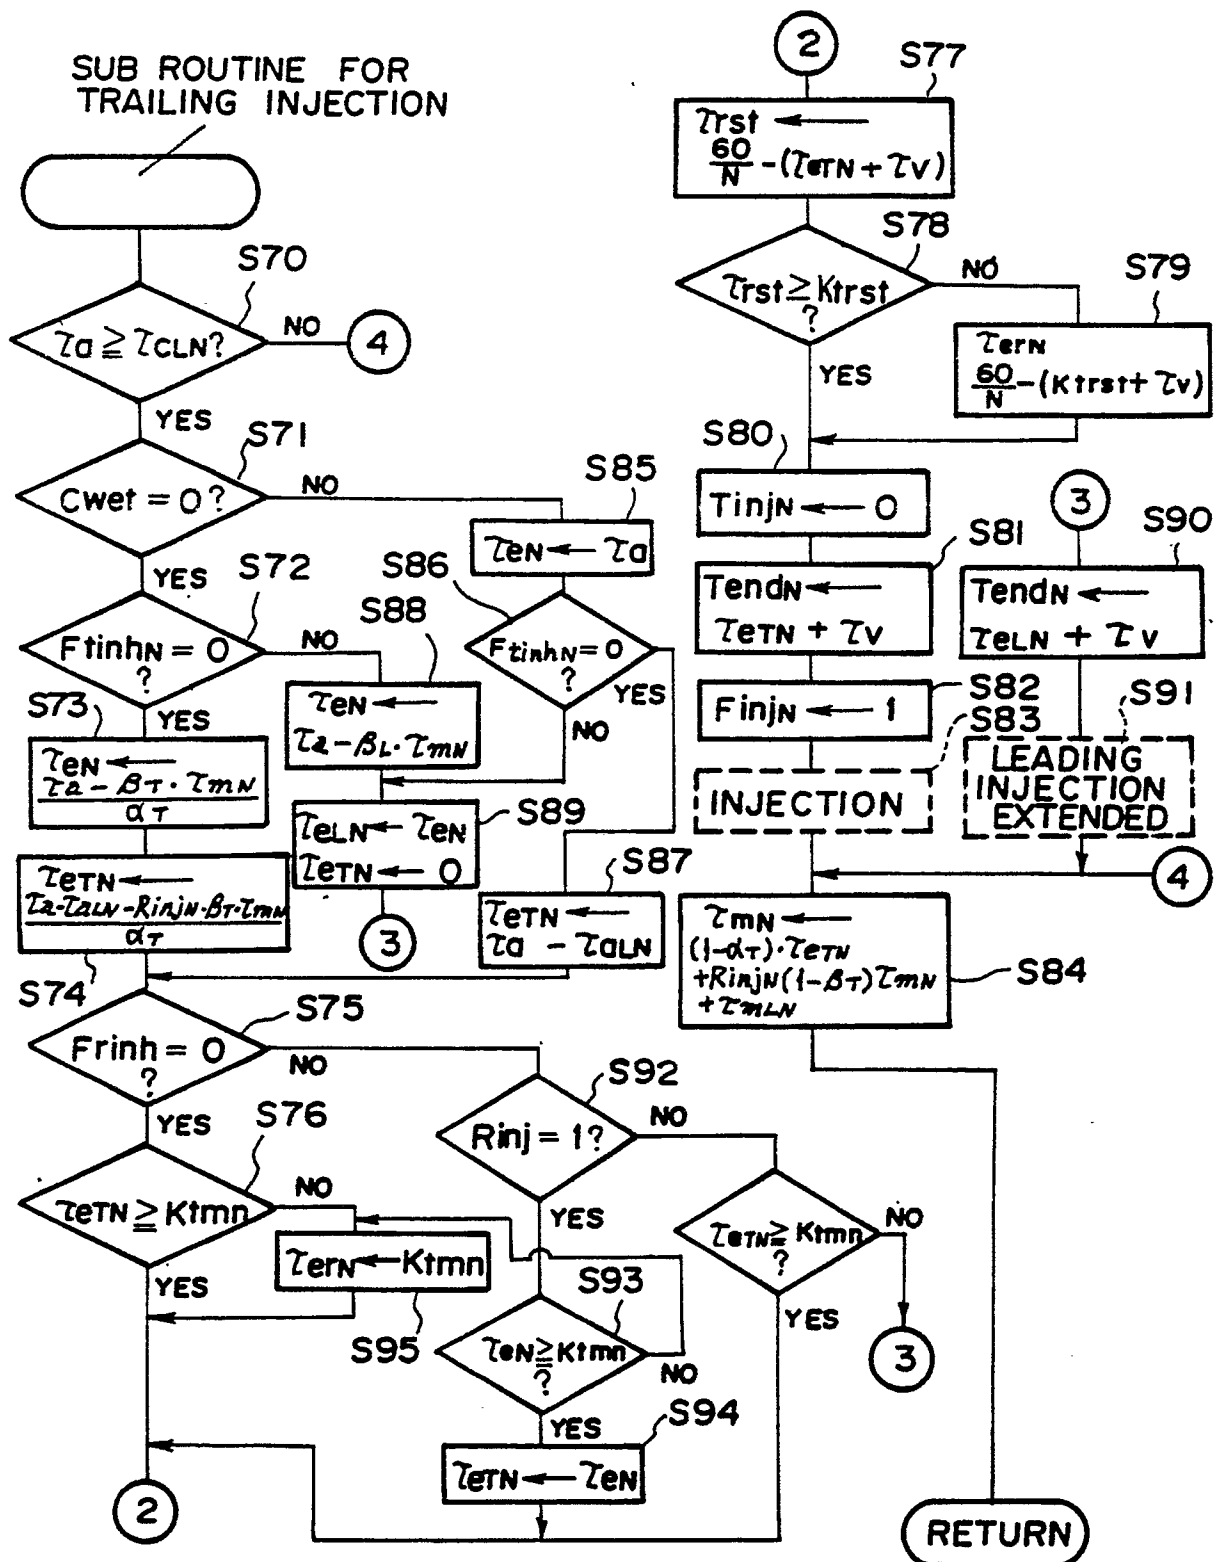 SUB ROUTINE FOR
TRAILING INJECTION
S70
τa ≧ τCLN?
NO
4
YES
S71
Cwet = 0?
NO
YES
S72
FtinhN = 0
?
NO
YES
S73
τeN ←
τa - βT · τmN
αT
τeTN ←
τa-τaLN-RinjN·βT·τmN
αT
S74
S85
τeN ← τa
S86
FtinhN = 0
?
YES
NO
S88
τeN ←
τa - βL · τmN
S89
τeLN ← τeN
τeTN ← 0
3
S87
τeTN ←
τa - τaLN
S75
Frinh = 0
?
NO
YES
S76
τeTN ≧ Ktmn
NO
YES
τerN ← Ktmn
S95
S92
Rinj = 1?
NO
YES
τeTN ≧ Ktmn
?
NO
YES
3
S93
τeN ≧ Ktmn
?
NO
YES
S94
τeTN ← τeN
2
2
S77
τrst ←
60/N - (τeTN + τv)
S78
τrst ≧ Ktrst
?
NO
YES
S79
τerN
60/N - (Ktrst + τv)
S80
TinjN ← 0
S81
TendN ←
τeTN + τv
S82
FinjN ← 1
S83
INJECTION
3
S90
TendN ←
τeLN + τv
S91
LEADING
INJECTION
EXTENDED
4
τmN ←
(1-αT)·τeTN
+RinjN(1-βT)τmN
+τmLN
S84
RETURN